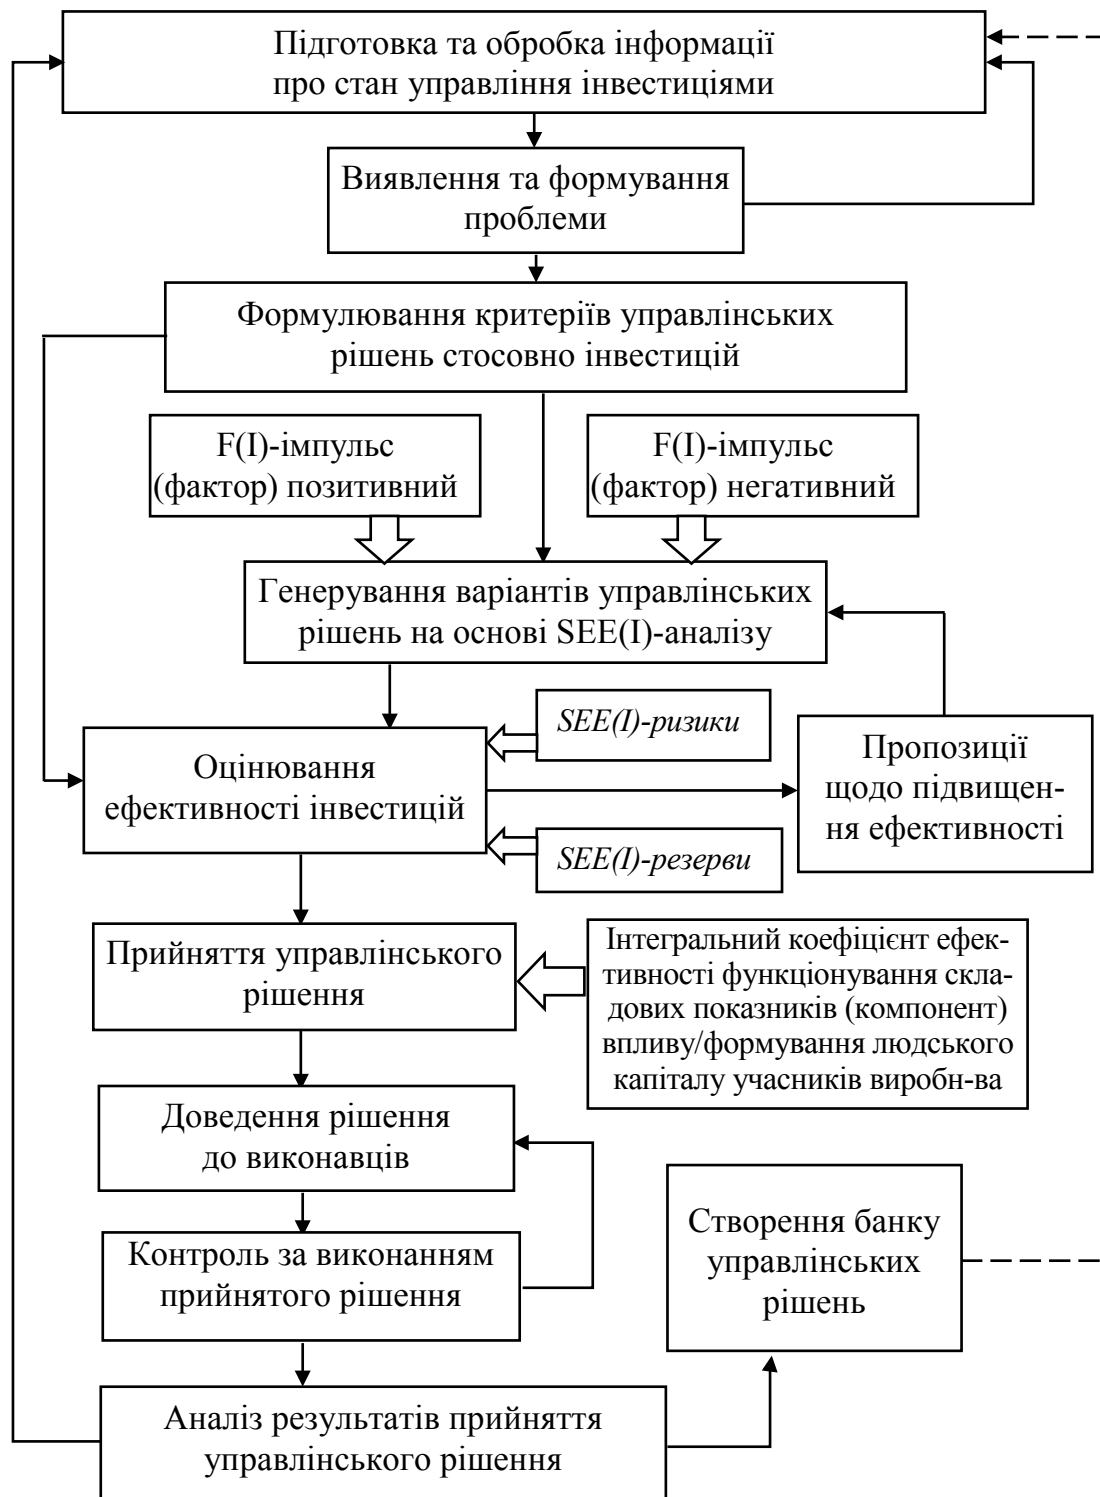 Підготовка та обробка інформації
про стан управління інвестиціями
Виявлення та формування
проблеми
Формулювання критеріїв управлінських
рішень стосовно інвестицій
F(I)-імпульс
(фактор) позитивний
F(I)-імпульс
(фактор) негативний
Генерування варіантів управлінських
рішень на основі SEE(I)-аналізу
SEE(I)-ризики
Оцінювання
ефективності інвестицій
Пропозиції
щодо підвищен-
ня ефективності
SEE(I)-резерви
Прийняття управлінського
рішення
Інтегральний коефіцієнт ефек-
тивності функціонування скла-
дових показників (компонент)
впливу/формування людського
капіталу учасників виробн-ва
Доведення рішення
до виконавців
Контроль за виконанням
прийнятого рішення
Створення банку
управлінських
рішень
Аналіз результатів прийняття
управлінського рішення